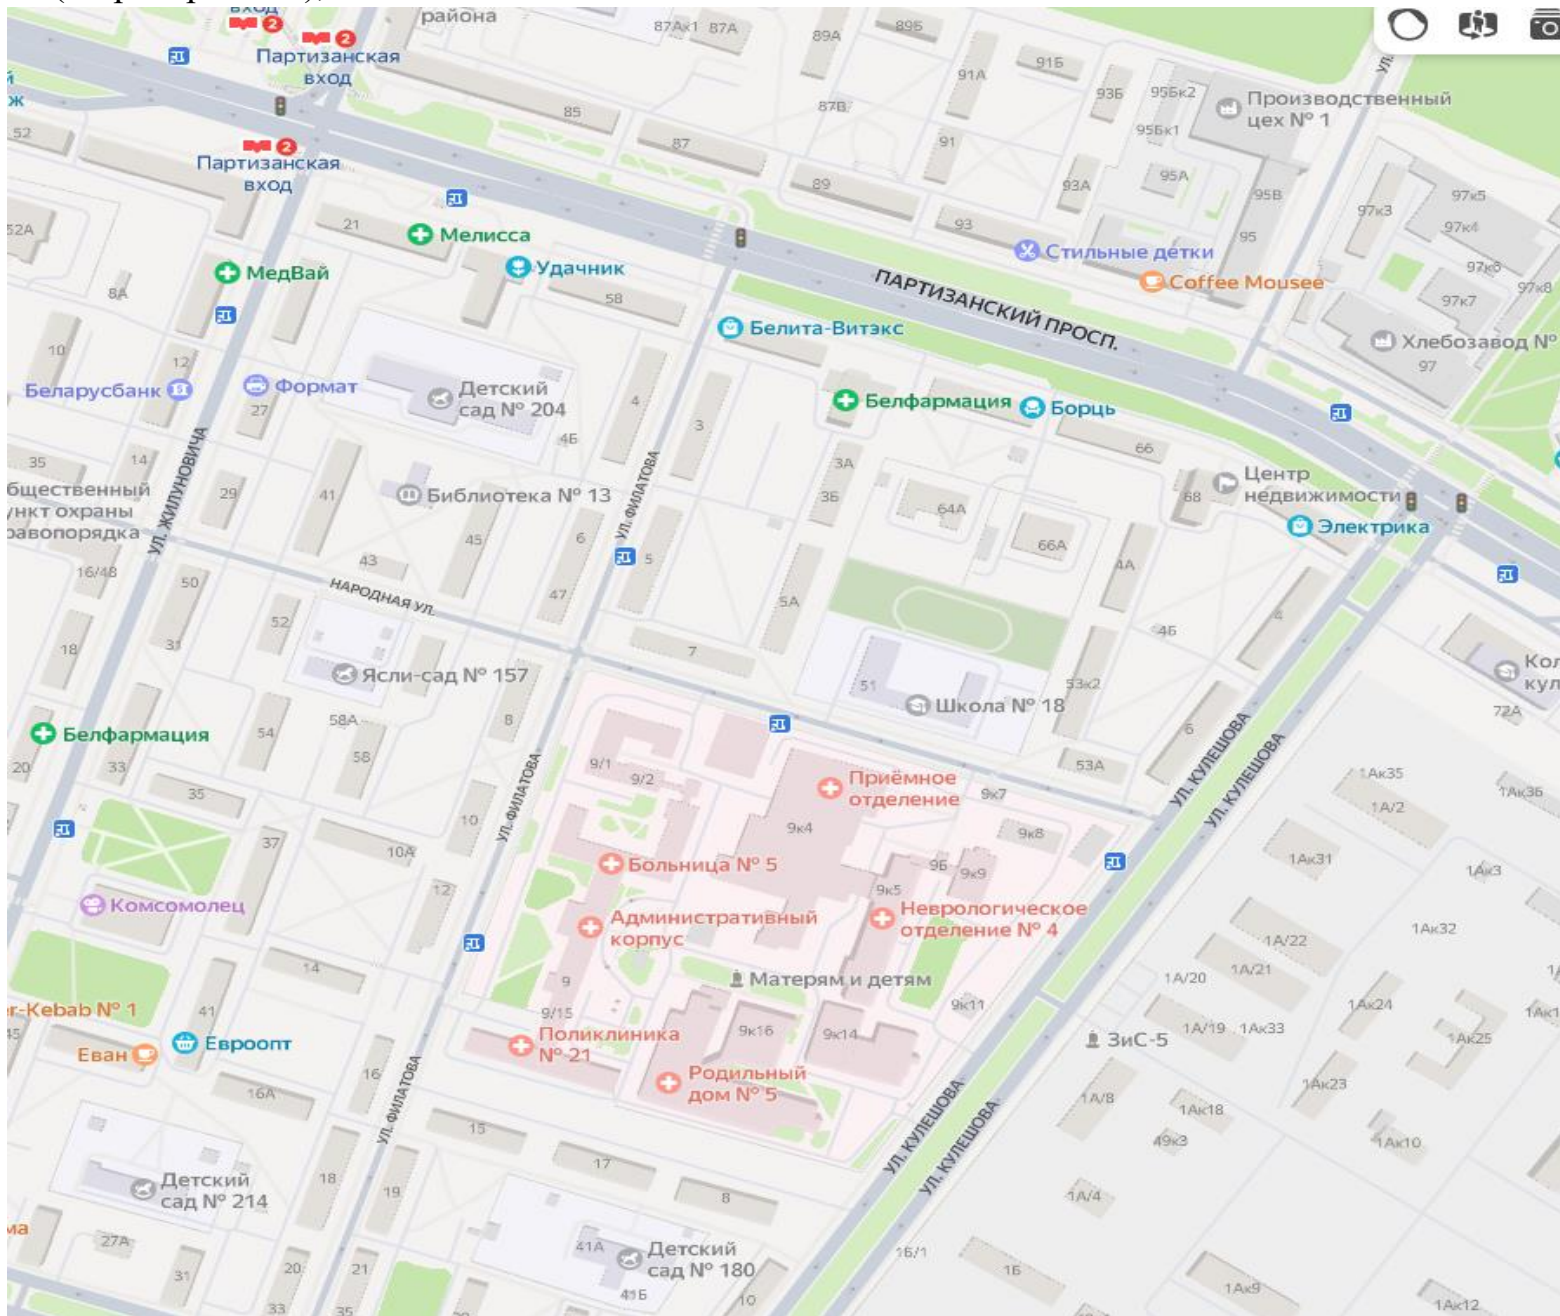 района
2
2
Партизанская
вход
87Ак1
87А
89А
89Б
91А
91Б
93Б
95Бк2
95Бк1
Производственный
цех № 1
85
87В
87
91
52
2
Партизанская
вход
89
93А
95А
95В
97к3
97к5
97к4
97к6
97к8
97к7
21
Мелисса
93
95
Стильные детки
Coffee Mousee
52А
МедВай
Удачник
8А
58
ПАРТИЗАНСКИЙ ПРОСП.
Белита-Витэкс
Хлебозавод №
97
10
12
Беларусбанк
Формат
27
Детский
сад № 204
4
4Б
3
Белфармация
Борць
66
35
14
29
41
УЛ. ЖИЛУНОВИЧА
Библиотека № 13
УЛ. ФИЛАТОВА
3А
3Б
64А
68
Центр
недвижимости
Электрика
16/48
43
45
6
5
66А
4А
50
НАРОДНАЯ УЛ.
47
5А
4Б
4
18
31
52
7
51
Школа № 18
53к2
Ясли-сад № 157
6
72А
Белфармация
54
58А
58
8
9/1
9/2
Приёмное
отделение
9к7
53А
УЛ. КУЛЕШОВА
УЛ. КУЛЕШОВА
1Ак35
1А/2
1Ак36
20
33
35
УЛ. ФИЛАТОВА
10
10А
37
9к4
9к8
Больница № 5
9Б
9к9
9к5
1Ак31
1Ак3
Комсомолец
12
Административный
корпус
Неврологическое
отделение № 4
1Ак32
1А/22
14
9
Матерям и детям
1А/20
1А/21
41
9/15
9к16
9к14
9к11
1Ак24
r-Kebab № 1
45
Еван
Евроопт
Поликлиника
№ 21
ЗиС-5
1А/19
1Ак33
1Ак25
16А
16
УЛ. ФИЛАТОВА
Родильный
дом № 5
УЛ. КУЛЕШОВА
УЛ. КУЛЕШОВА
1А/8
1Ак18
1Ак23
15
49к3
1Ак10
Детский
сад № 214
18
19
17
8
1А/4
27А
31
20
21
41А
Детский
сад № 180
16/1
1Б
33
35
41Б
10
1Ак9
1Ак12